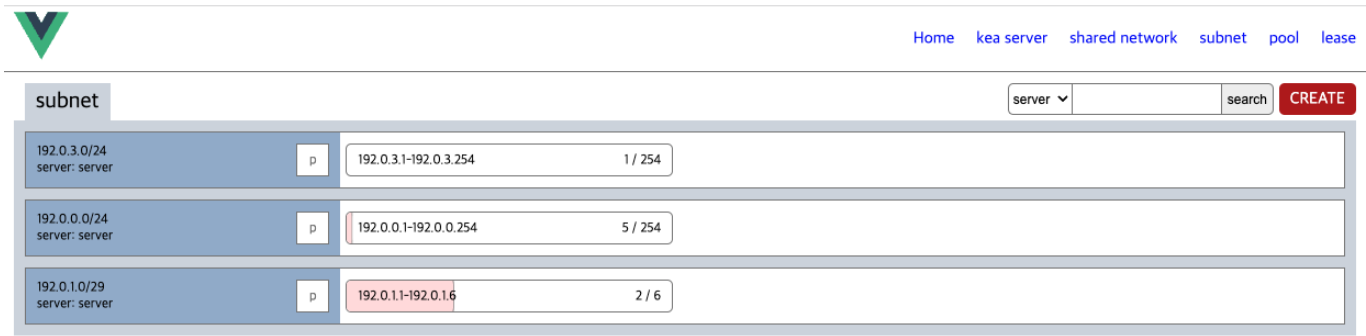 Home kea server shared network subnet pool lease
subnet
server search CREATE
192.0.3.0/24
server: server
p
192.0.3.1-192.0.3.254 1 / 254
192.0.0.0/24
server: server
p
192.0.0.1-192.0.0.254 5 / 254
192.0.1.0/29
server: server
p
192.0.1.1-192.0.1.6 2 / 6